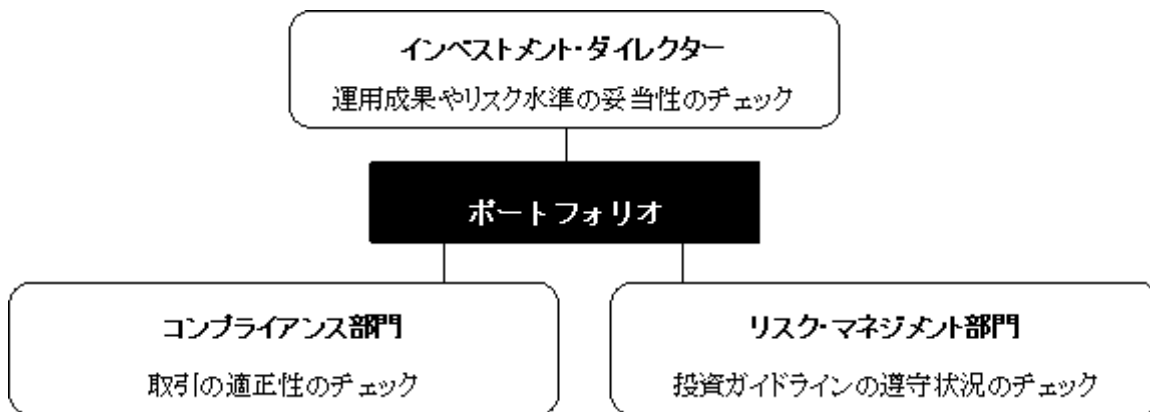 インベストメント・ダイレクター
運用成果やリスク水準の妥当性のチェック
ポートフォリオ
コンプライアンス部門
取引の適正性のチェック
リスク・マネジメント部門
投資ガイドラインの遵守状況のチェック